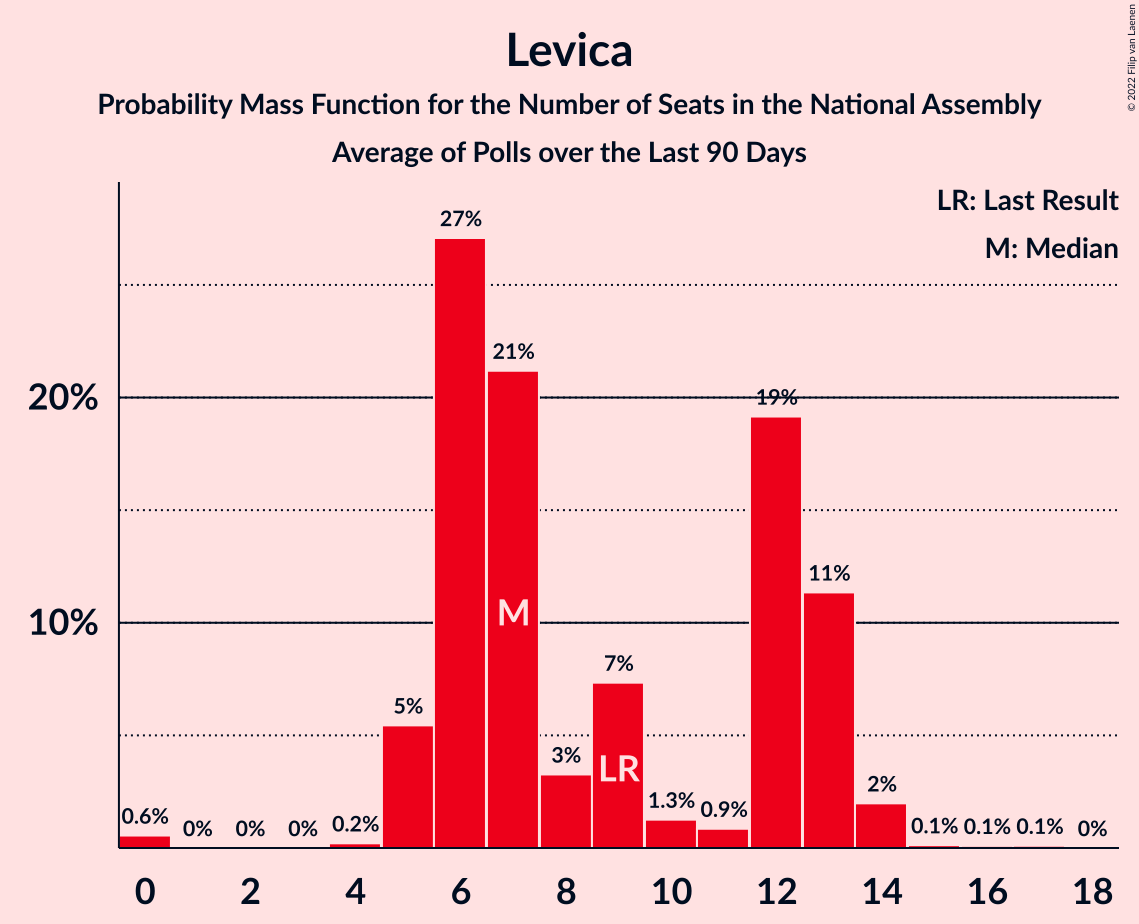 Levica
Probability Mass Function for the Number of Seats in the National Assembly
Average of Polls over the Last 90 Days
© 2022 Filip van Laenen
LR: Last Result
M: Median
20%
10%
0.6%
0%
0%
0%
0.2%
5%
27%
21%
3%
7%
1.3%
0.9%
19%
11%
2%
0.1%
0.1%
0.1%
0%
M
LR
0 2 4 6 8 10 12 14 16 18